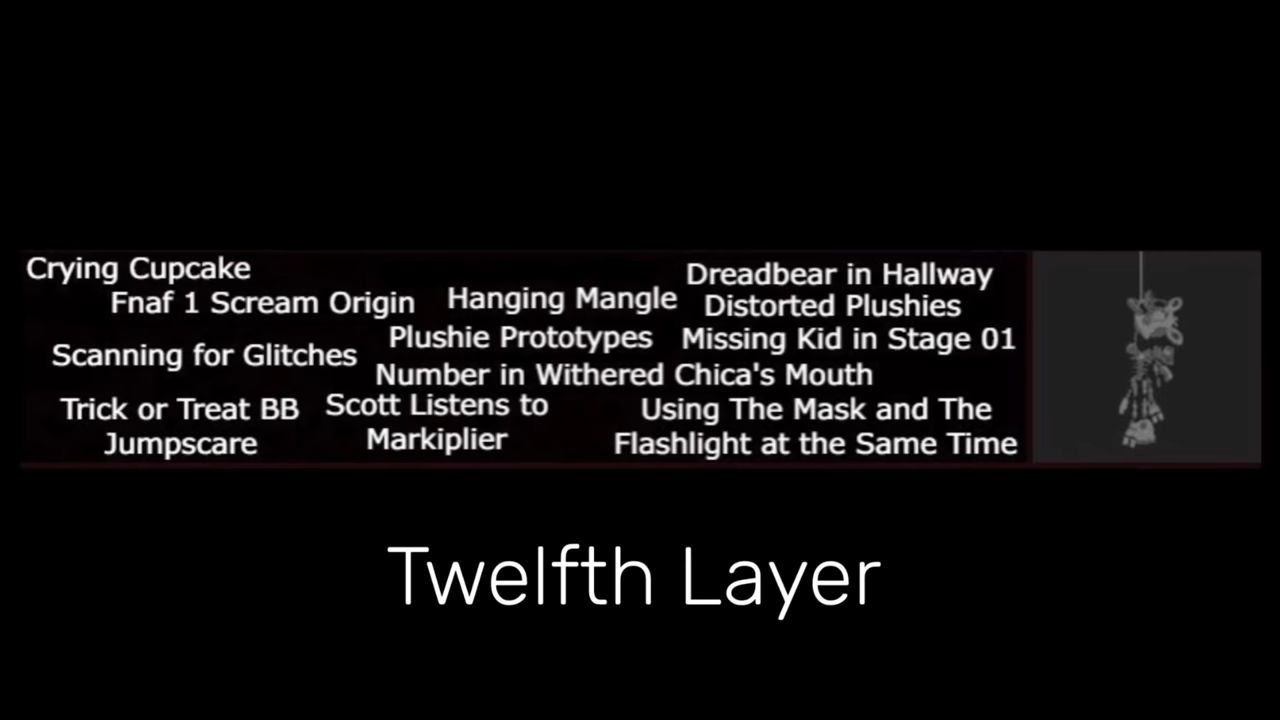 Crying Cupcake
Fnaf 1 Scream Origin
Hanging Mangle
Dreadbear in Hallway
Distorted Plushies
Scanning for Glitches
Plushie Prototypes
Missing Kid in Stage 01
Number in Withered Chica's Mouth
Trick or Treat BB
Jumpscare
Scott Listens to
Markiplier
Using The Mask and The
Flashlight at the Same Time
Twelfth Layer